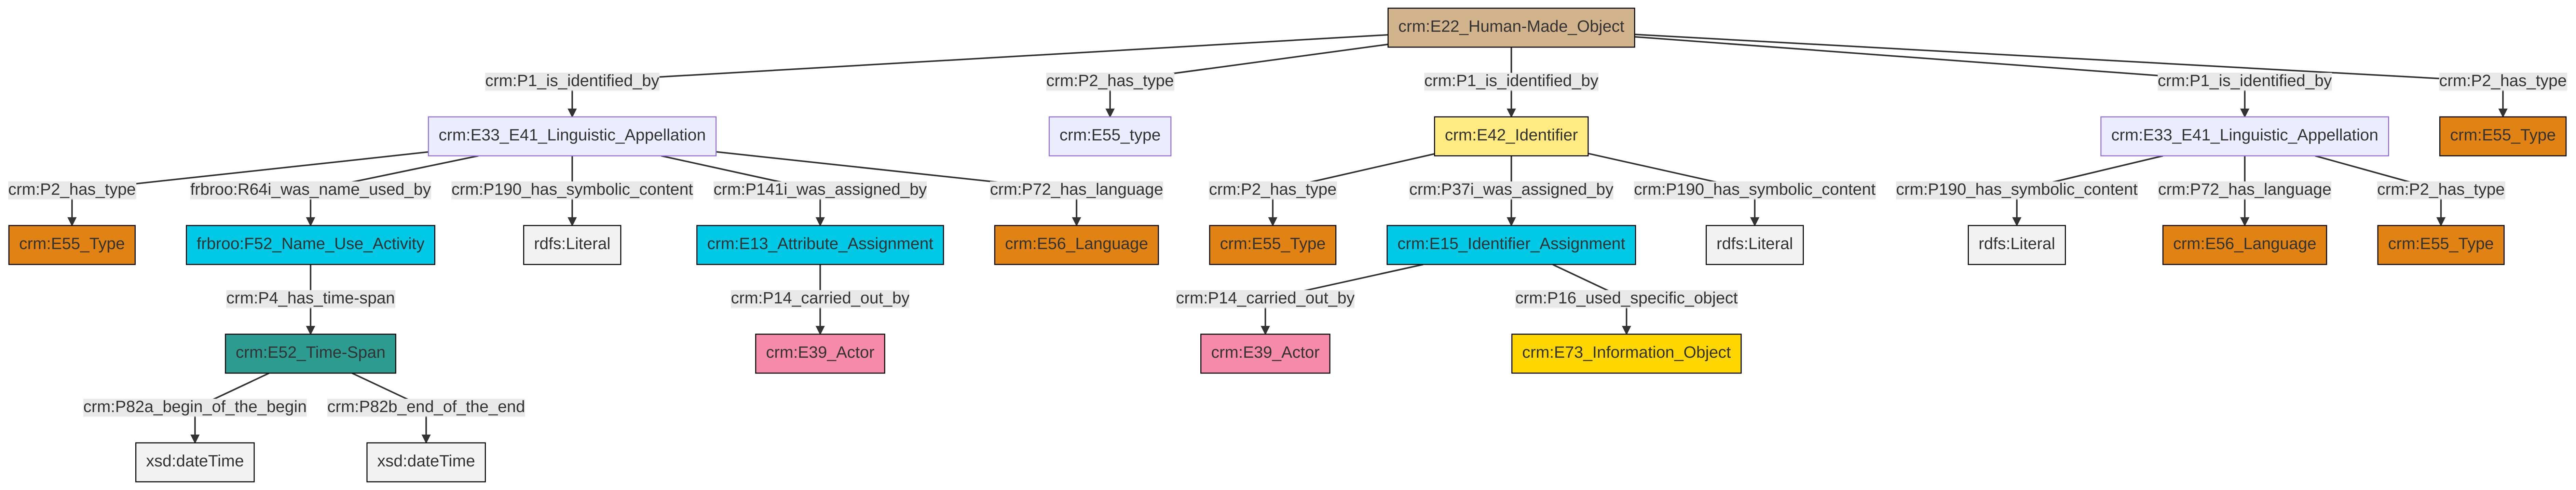 crm:E22_Human-Made_Object
crm:P1_is_identified_by
crm:P2_has_type
crm:P1_is_identified_by
crm:P1_is_identified_by
crm:P2_has_type
crm:E33_E41_Linguistic_Appellation
crm:E55_type
crm:E42_Identifier
crm:E33_E41_Linguistic_Appellation
crm:E55_Type
crm:P2_has_type
frbroo:R64i_was_name_used_by
crm:P190_has_symbolic_content
crm:P141i_was_assigned_by
crm:P72_has_language
crm:P2_has_type
crm:P37i_was_assigned_by
crm:P190_has_symbolic_content
crm:P190_has_symbolic_content
crm:P72_has_language
crm:P2_has_type
crm:E55_Type
frbroo:F52_Name_Use_Activity
rdfs:Literal
crm:E13_Attribute_Assignment
crm:E56_Language
crm:E55_Type
crm:E15_Identifier_Assignment
rdfs:Literal
rdfs:Literal
crm:E56_Language
crm:E55_Type
crm:P4_has_time-span
crm:P14_carried_out_by
crm:P14_carried_out_by
crm:P16_used_specific_object
crm:E52_Time-Span
crm:E39_Actor
crm:E39_Actor
crm:E73_Information_Object
crm:P82a_begin_of_the_begin
crm:P82b_end_of_the_end
xsd:dateTime
xsd:dateTime